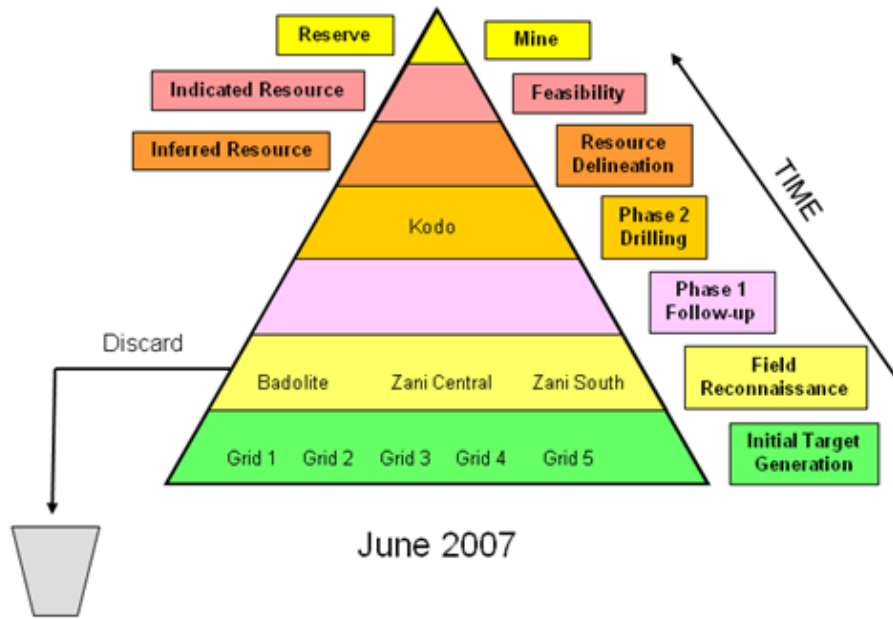 Reserve
Mine
Indicated Resource
Feasibility
Inferred Resource
Resource
Delineation
TIME
Kodo
Phase 2
Drilling
Phase 1
Follow-up
Discard
Badolite Zani Central Zani South
Field
Reconnaissance
Grid 1 Grid 2 Grid 3 Grid 4 Grid 5
Initial Target
Generation
June 2007